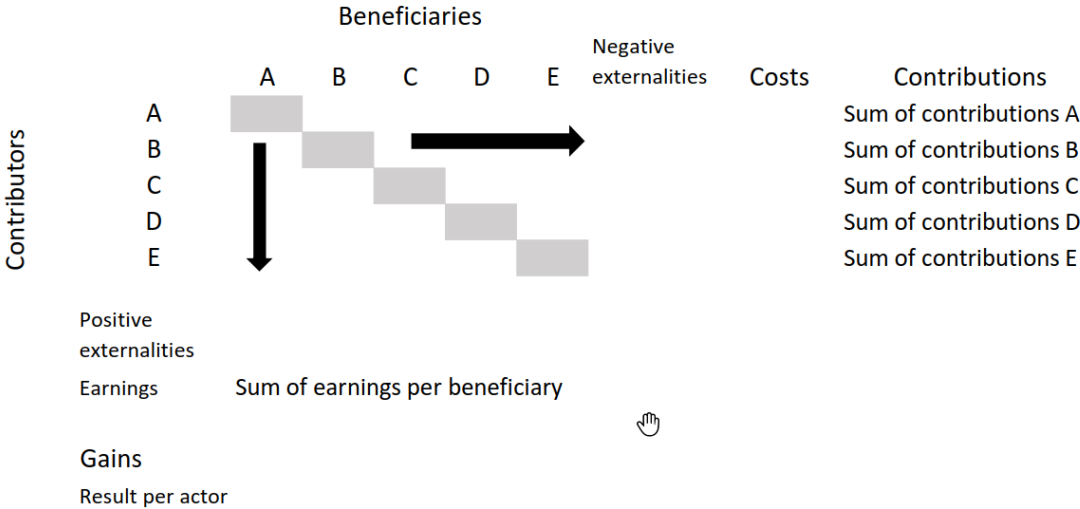 Beneficiaries
Negative
A B C D E externalities Costs Contributions
Contributors
A Sum of contributions A
B Sum of contributions B
C Sum of contributions C
D Sum of contributions D
E Sum of contributions E
Positive
externalities
Earnings Sum of earnings per beneficiary
Gains
Result per actor